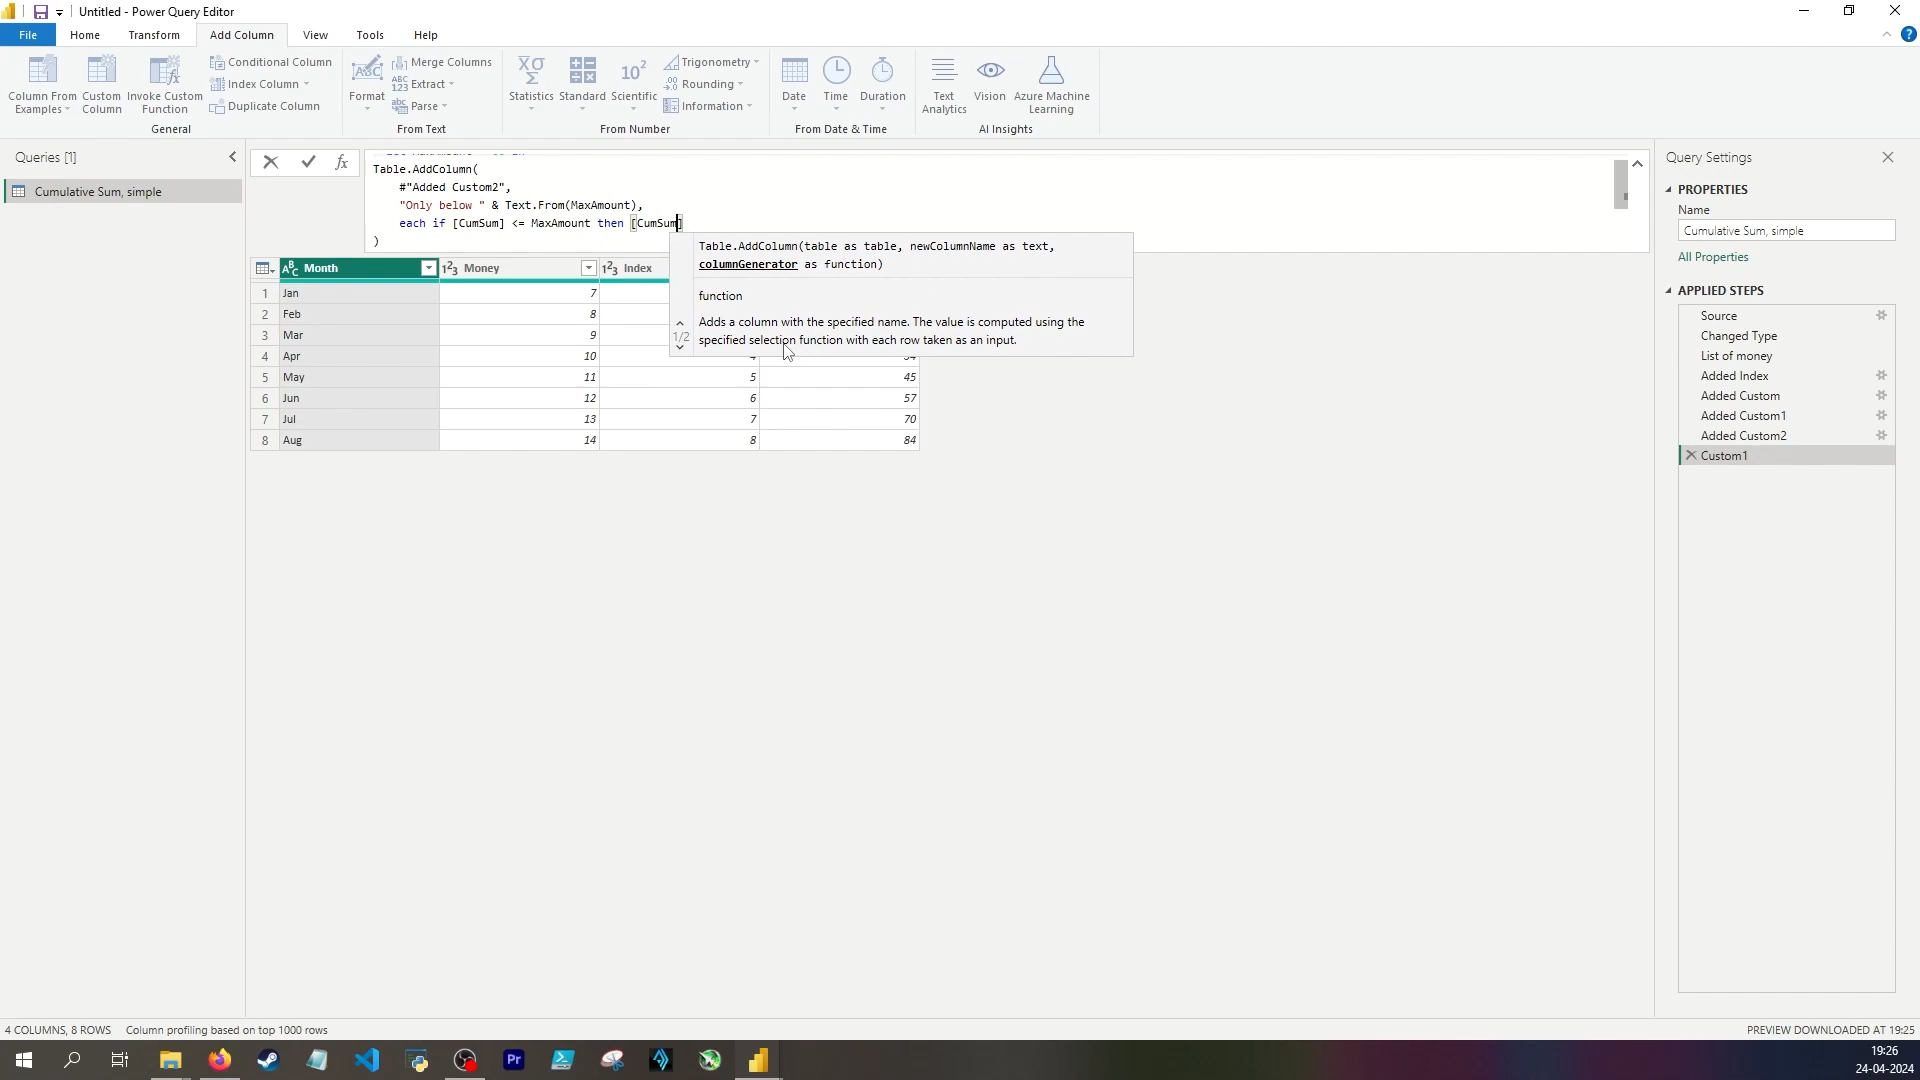 Untitled - Power Query Editor
File
Home
Transform
Add Column
View
Tools
Help
Column From
Examples
Custom
Column
Invoke Custom
Function
Conditional Column
Index Column
Duplicate Column
General
Format
Merge Columns
Extract
Parse
From Text
Statistics
Standard
Scientific
Trigonometry
Rounding
Information
From Number
Date
Time
Duration
From Date & Time
Text
Analytics
Vision
Azure Machine
Learning
AI Insights
Queries [1]
Cumulative Sum, simple
Table.AddColumn(
#"Added Custom2",
"Only below " & Text.From(MaxAmount),
each if [CumSum] <= MaxAmount then [CumSum]
)
Table.AddColumn(table as table, newColumnName as text,
columnGenerator as function)
function
Adds a column with the specified name. The value is computed using the
specified selection function with each row taken as an input.
1/2
Month Money Index
1 Jan 7
2 Feb 8
3 Mar 9
4 Apr 10 4 34
5 May 11 5 45
6 Jun 12 6 57
7 Jul 13 7 70
8 Aug 14 8 84
Query Settings
PROPERTIES
Name
Cumulative Sum, simple
All Properties
APPLIED STEPS
Source
Changed Type
List of money
Added Index
Added Custom
Added Custom1
Added Custom2
Custom1
4 COLUMNS, 8 ROWS
Column profiling based on top 1000 rows
PREVIEW DOWNLOADED AT 19:25
19:26
24-04-2024